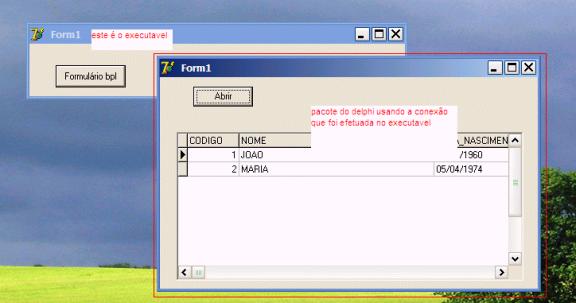 Form1
este é o executavel
Formulário bpl
Form1
Abrir
pacote do delphi usando a conexão
que foi efetuada no executavel
CODIGO NOME _NASCIMEN
1 JOAO /1960
2 MARIA 05/04/1974